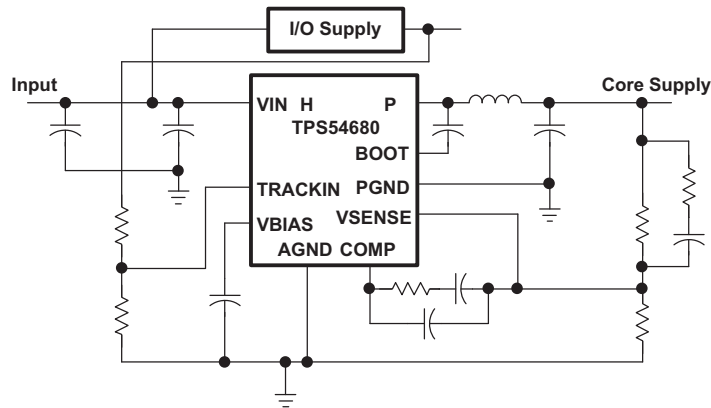 I/O Supply
Input
Core Supply
VIN H P
TPS54680
BOOT
TRACKIN PGND
VBIAS VSENSE
AGND COMP